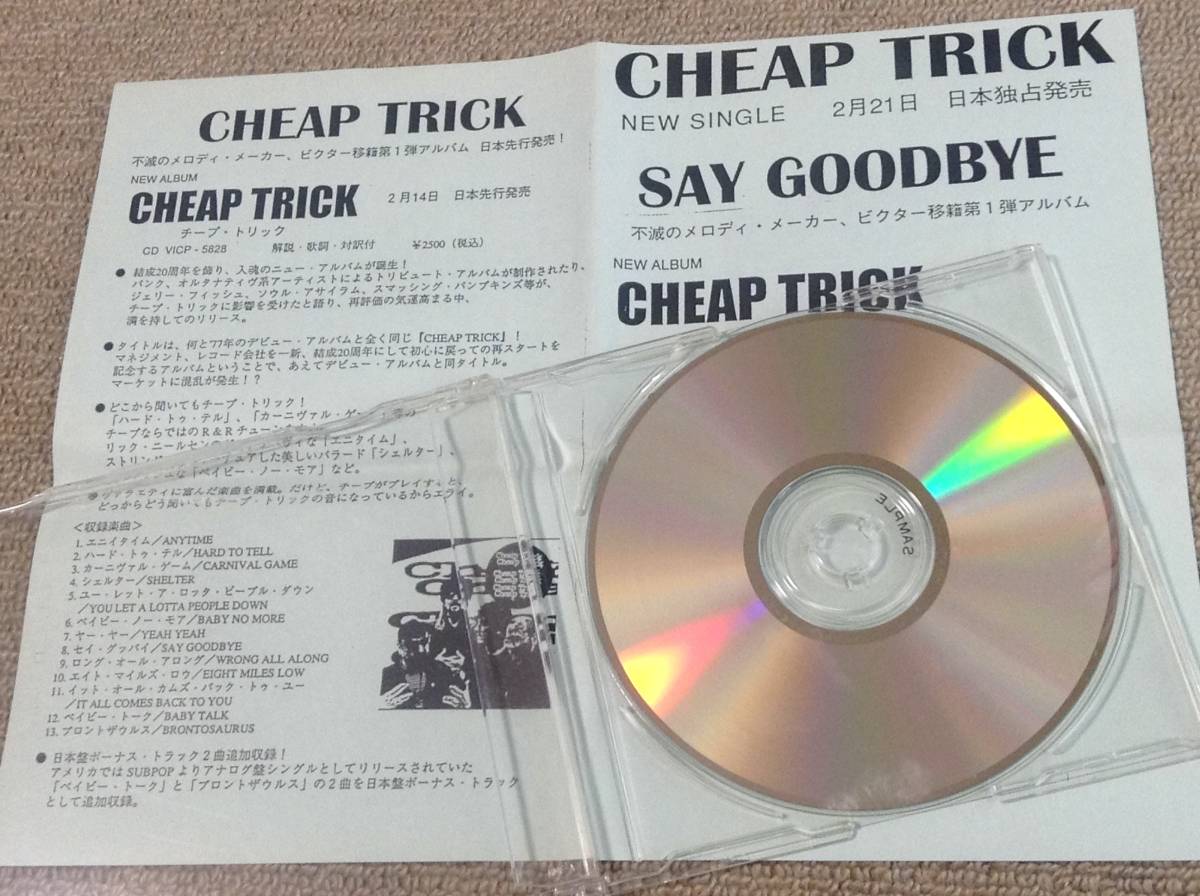 CHEAP TRICK
不滅のメロディ・メーカー、ビクター移籍第1弾アルバム 日本先行発売！
NEW ALBUM
CHEAP TRICK 2月14日 日本先行発売
チープ・トリック
CD VICP-5828 解説・歌詞・対訳付 ¥2500（税込）
● 結成20周年を飾り、入魂のニュー・アルバムが誕生！
パンク、オルタナティヴ系アーティストによるトリビュート・アルバムが制作されたり、
ジェリー・フィッシュ、ソウル・アサイラム、スマッシング・パンプキンズ等が、
チープ・トリックに影響を受けたと語り、再評価の気運高まる中、
満を持してのリリース。
● タイトルは、何と77年のデビュー・アルバムと全く同じ『CHEAP TRICK』！
マネジメント、レコード会社を一新、結成20周年にして初心に戻っての再スタートを
記念するアルバムということで、あえてデビュー・アルバムと同タイトル。
マーケットに混乱が発生！？
● どこから聞いてもチープ・トリック！
「ハード・トゥ・テル」、「カーニヴァル・ゲーム」
チープならではのR＆Rチューン
リック・ニールセンの な「エニタイム」、
ストリング した美しいバラード「シェルター」、
な「ベイビー・ノー・モア」など。
● ヴァラエティに富んだ楽曲を満載。だけど、チープがプレイすると、
どっからどう聞いてもチープ・トリックの音になっているからエライ。
＜収録楽曲＞
1. エニイタイム／ANYTIME
2. ハード・トゥ・テル／HARD TO TELL
3. カーニヴァル・ゲーム／CARNIVAL GAME
4. シェルター／SHELTER
5. ユー・レット・ア・ロッタ・ピープル・ダウン
／YOU LET A LOTTA PEOPLE DOWN
6. ベイビー・ノー・モア／BABY NO MORE
7. ヤー・ヤー／YEAH YEAH
8. セイ・グッバイ／SAY GOODBYE
9. ロング・オール・アロング／WRONG ALL ALONG
10. エイト・マイルズ・ロウ／EIGHT MILES LOW
11. イット・オール・カムズ・バック・トゥ・ユー
／IT ALL COMES BACK TO YOU
12. ベイビー・トーク／BABY TALK
13. ブロントザウルス／BRONTOSAURUS
● 日本盤ボーナス・トラック2曲追加収録！
アメリカではSUBPOPよりアナログ盤シングルとしてリリースされていた
「ベイビー・トーク」と「ブロントザウルス」の2曲を日本盤ボーナス・トラック
として追加収録。
CHEAP TRICK
NEW SINGLE 2月21日 日本独占発売
SAY GOODBYE
不滅のメロディ・メーカー、ビクター移籍第1弾アルバム
NEW ALBUM
CHEAP TRICK
SAMPLE